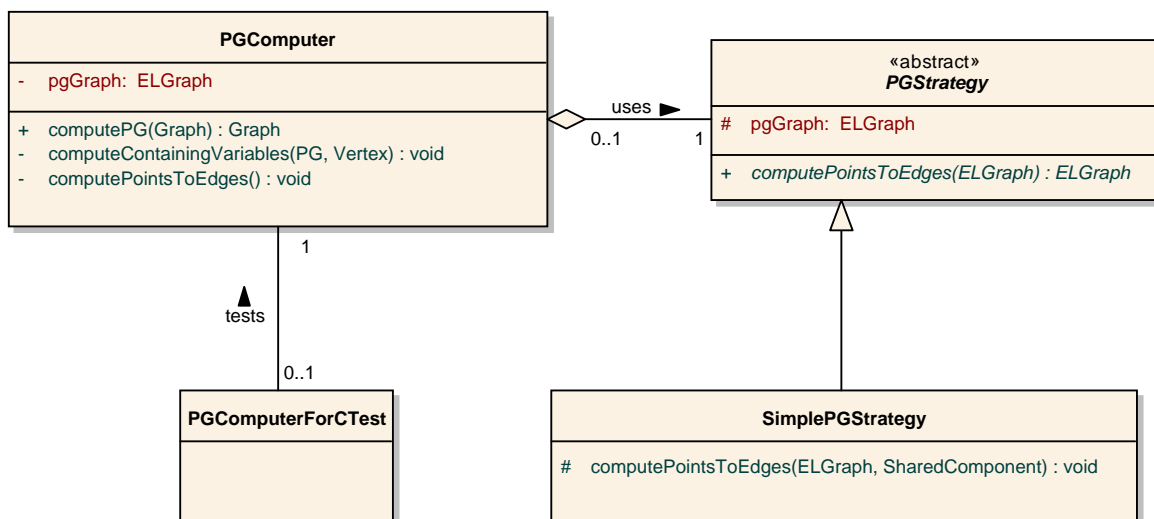 PGComputer
- pgGraph: ELGraph
+ computePG(Graph) : Graph
- computeContainingVariables(PG, Vertex) : void
- computePointsToEdges() : void
uses
0..1
1
«abstract»
PGStrategy
# pgGraph: ELGraph
+ computePointsToEdges(ELGraph) : ELGraph
1
tests
0..1
PGComputerForCTest
SimplePGStrategy
# computePointsToEdges(ELGraph, SharedComponent) : void